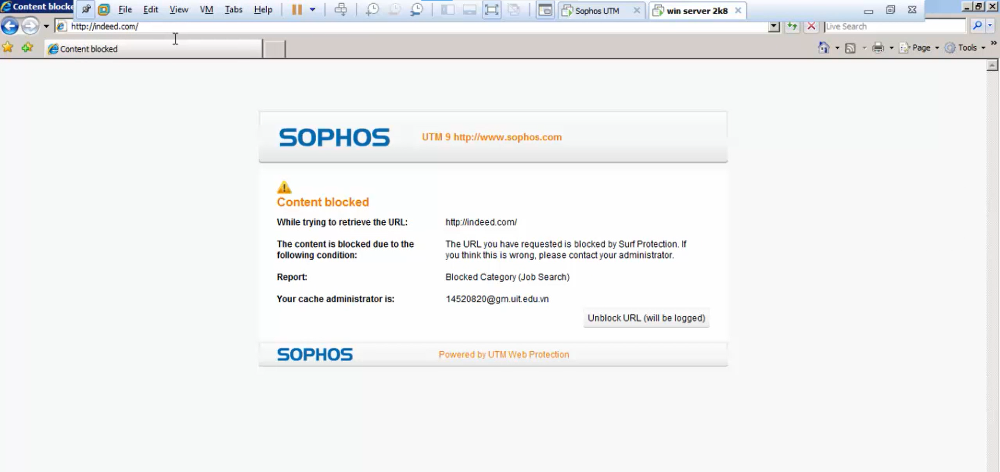 Content blocke File Edit View VM Tabs Help Sophos UTM win server 2k8
http://indeed.com/ Live Search
Content blocked Page Tools
SOPHOS UTM 9 http://www.sophos.com
Content blocked
While trying to retrieve the URL: http://indeed.com/
The content is blocked due to the The URL you have requested is blocked by Surf Protection. If
following condition: you think this is wrong, please contact your administrator.
Report: Blocked Category (Job Search)
Your cache administrator is: 14520820@gm.uit.edu.vn
Unblock URL (will be logged)
SOPHOS Powered by UTM Web Protection